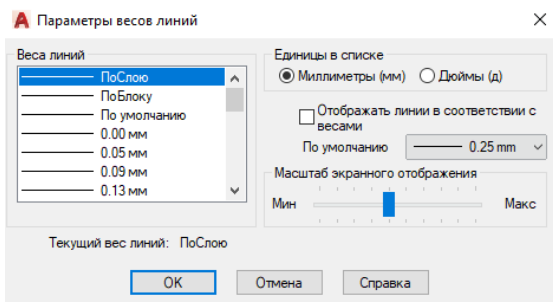 Параметры весов линий
Веса линий
ПоСлою
ПоБлоку
По умолчанию
0.00 мм
0.05 мм
0.09 мм
0.13 мм
Единицы в списке
Миллиметры (мм)
Дюймы (д)
Отображать линии в соответствии с
весами
По умолчанию
0.25 mm
Масштаб экранного отображения
Мин
Макс
Текущий вес линий: ПоСлою
OK
Отмена
Справка